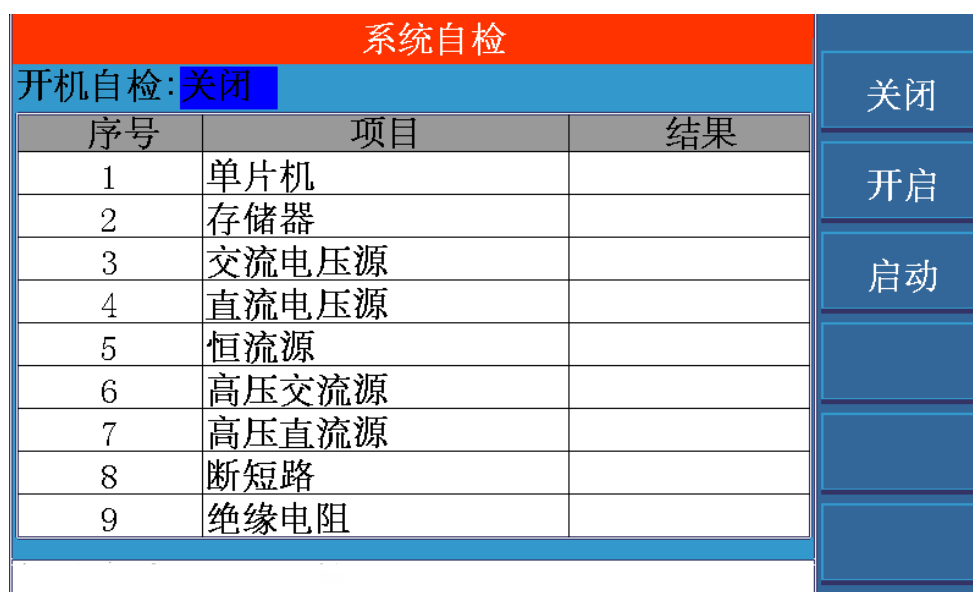 系统自检
开机自检:关闭
序号 项目 结果
1 单片机
2 存储器
3 交流电压源
4 直流电压源
5 恒流源
6 高压交流源
7 高压直流源
8 断短路
9 绝缘电阻
关闭
开启
启动